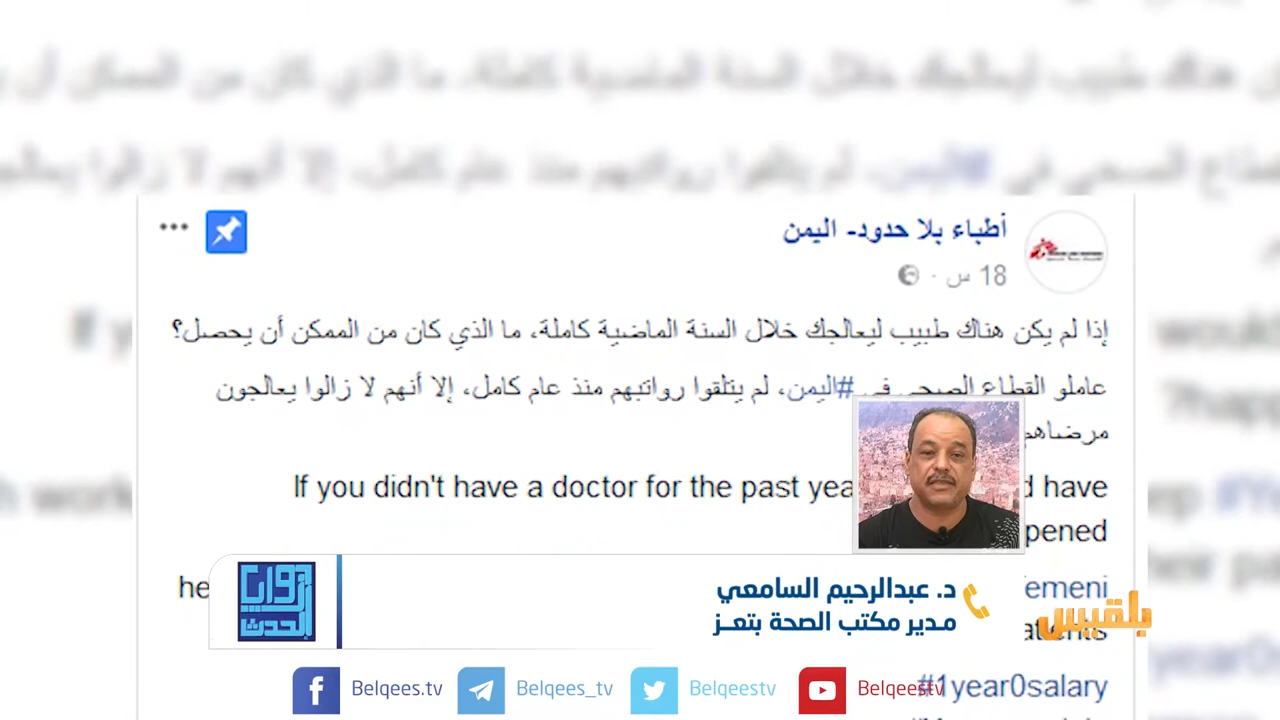 أطباء بلا حدود- اليمن
18 س ·
إذا لم يكن هناك طبيب ليعالجك خلال السنة الماضية كاملة، ما الذي كان من الممكن أن يحصل؟
عاملو القطاع الصحي في #اليمن، لم يتلقوا رواتبهم منذ عام كامل، إلا أنهم لا زالوا يعالجون
مرضاهم
If you didn't have a doctor for the past yea d have
pened
he emeni
د. عبدالرحيم السامعي
مدير مكتب الصحة بتعـز
زوايا الحدث
بلقيس
#1year0salary
Belqees.tv
Belqees_tv
Belqeestv
Belqeestv